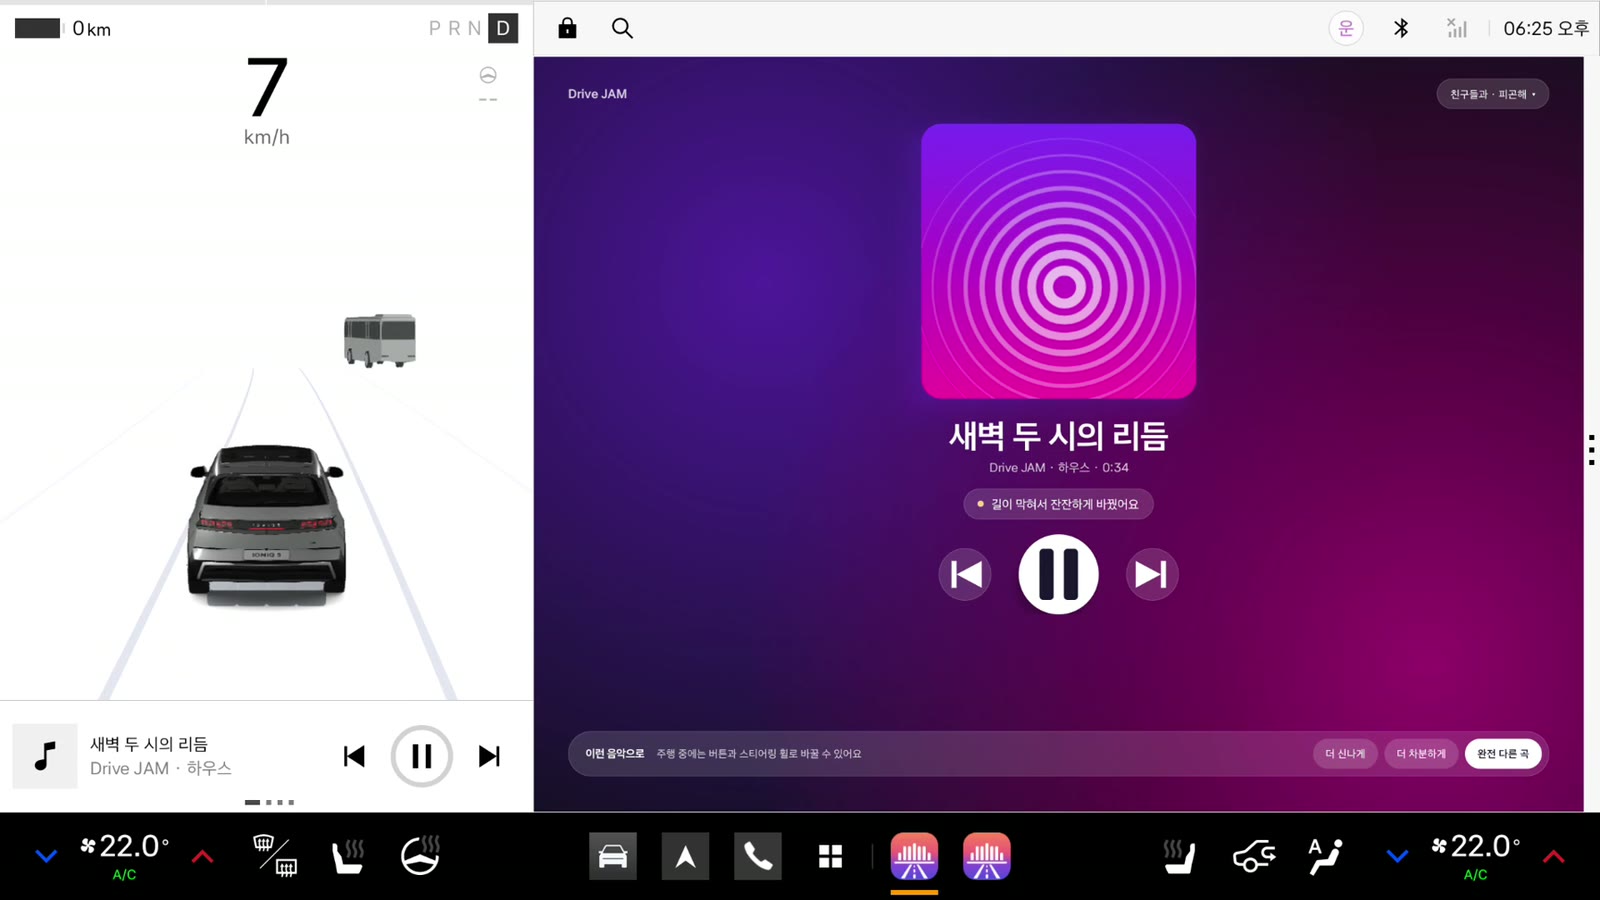 0 km
P R N D
06:25 오후
운
7
km/h
--
Drive JAM
친구들과 · 피곤해
새벽 두 시의 리듬
Drive JAM · 하우스 · 0:34
길이 막혀서 잔잔하게 바꿨어요
IONIQ 5
새벽 두 시의 리듬
Drive JAM · 하우스
이런 음악으로 주행 중에는 버튼과 스티어링 휠로 바꿀 수 있어요
더 신나게
더 차분하게
완전 다른 곡
22.0°
A/C
A
22.0°
A/C